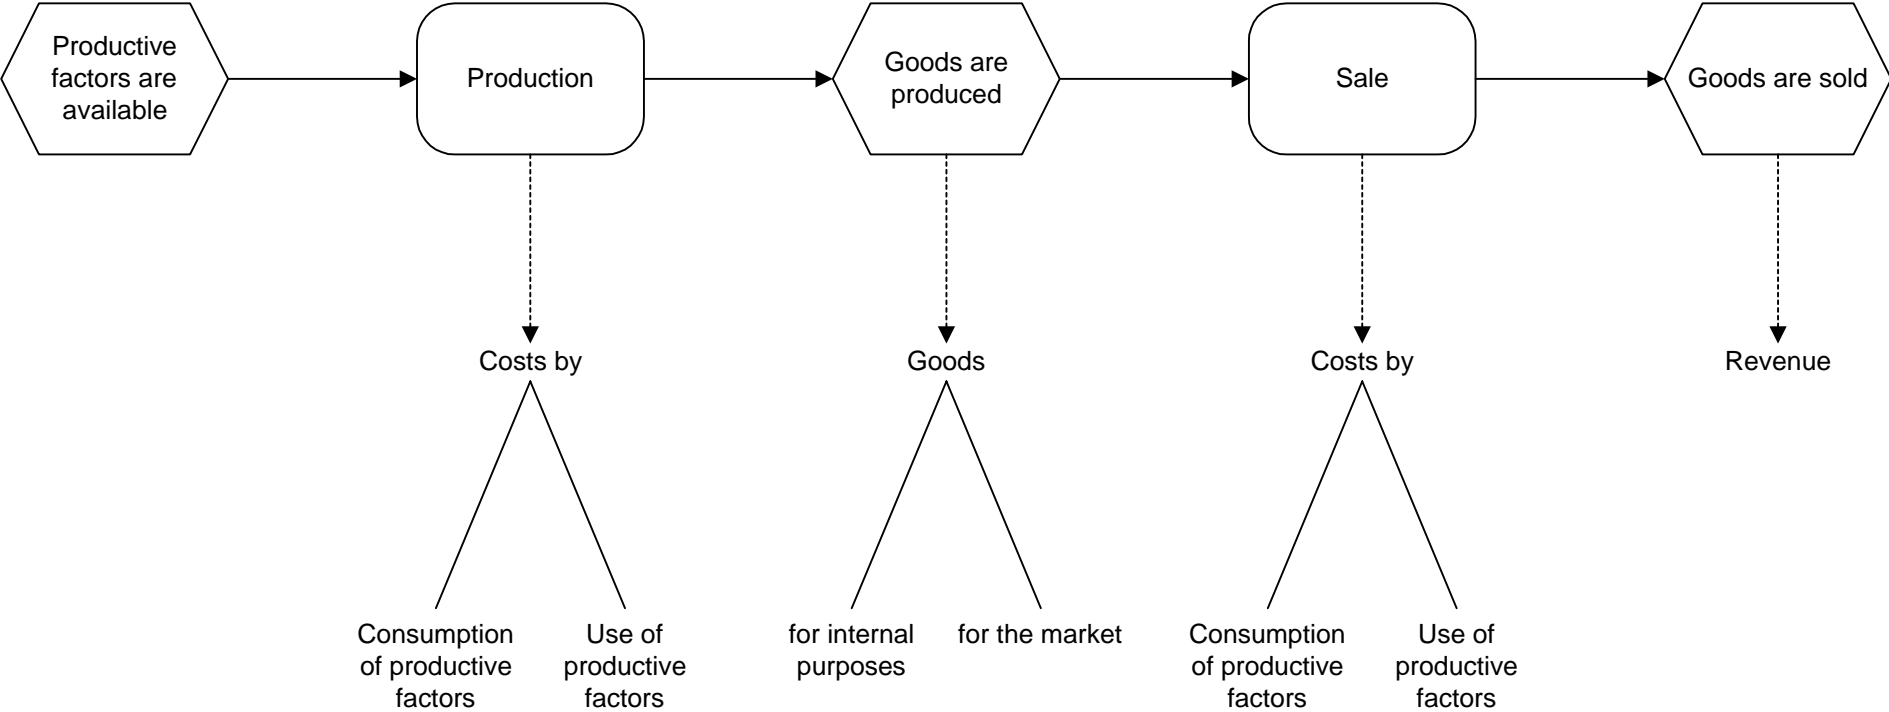 Productive
factors are
available
Production
Goods are
produced
Sale
Goods are sold
Costs by
Goods
Costs by
Revenue
Consumption
of productive
factors
Use of
productive
factors
for internal
purposes
for the market
Consumption
of productive
factors
Use of
productive
factors